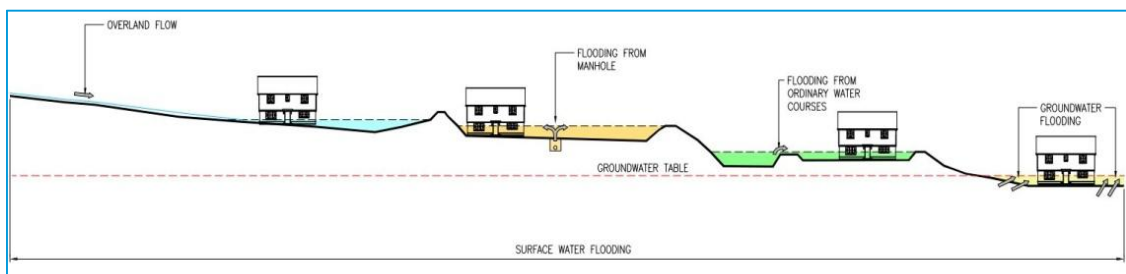 OVERLAND FLOW
FLOODING FROM
MANHOLE
FLOODING FROM
ORDINARY WATER
COURSES
GROUNDWATER
FLOODING
GROUNDWATER TABLE
SURFACE WATER FLOODING